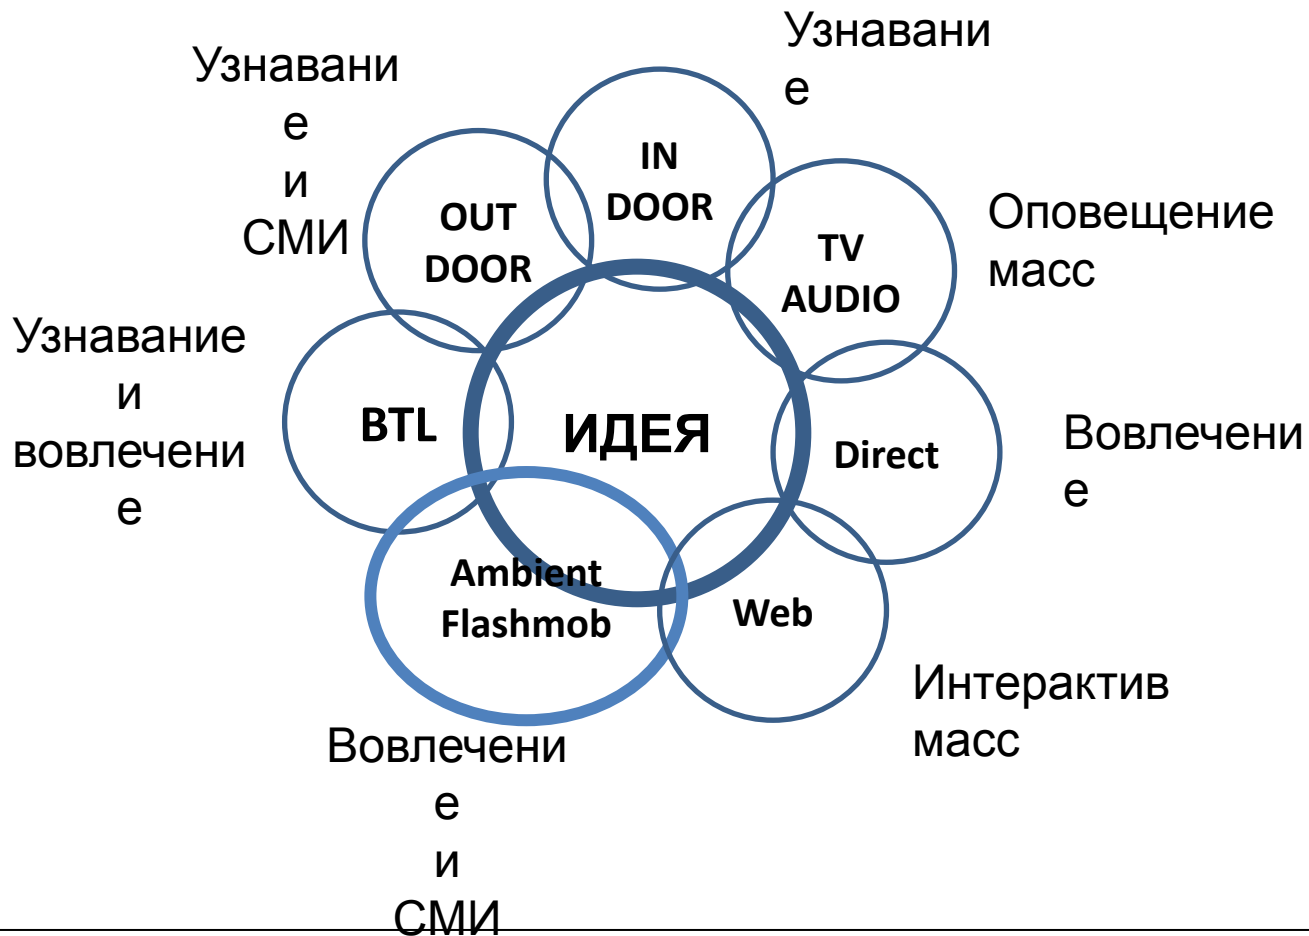 Узнавани
е
Узнавани
е
и
СМИ
IN
DOOR
OUT
DOOR
TV
AUDIO
Оповещение
масс
Узнавание
и
вовлечени
е
BTL
ИДЕЯ
Direct
Вовлечени
е
Ambient
Flashmob
Web
Интерактив
масс
Вовлечени
е
и
СМИ